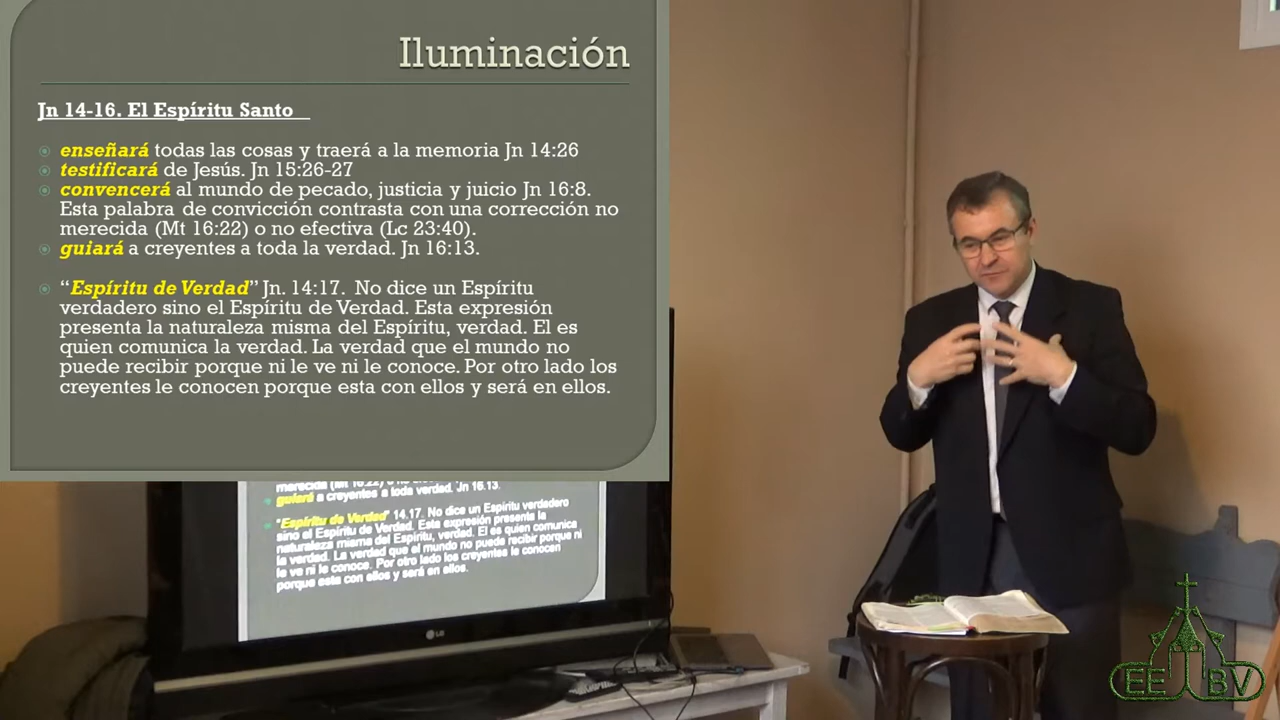 Iluminación
Jn 14-16. El Espíritu Santo
enseñará todas las cosas y traerá a la memoria Jn 14:26
testificará de Jesús. Jn 15:26-27
convencerá al mundo de pecado, justicia y juicio Jn 16:8.
Esta palabra de convicción contrasta con una corrección no
merecida (Mt 16:22) o no efectiva (Lc 23:40).
guiará a creyentes a toda la verdad. Jn 16:13.
“Espíritu de Verdad” Jn. 14:17. No dice un Espíritu
verdadero sino el Espíritu de Verdad. Esta expresión
presenta la naturaleza misma del Espíritu, verdad. El es
quien comunica la verdad. La verdad que el mundo no
puede recibir porque ni le ve ni le conoce. Por otro lado los
creyentes le conocen porque esta con ellos y será en ellos.
merecida (Mt 16:22) o no
guiará a creyentes a toda verdad. Jn 16.13.
“Espíritu de Verdad” 14.17. No dice un Espíritu verdadero
sino el Espíritu de Verdad. Esta expresión presenta la
naturaleza misma del Espíritu, verdad. El es quien comunica
la verdad. La verdad que el mundo no puede recibir porque ni
le ve ni le conoce. Por otro lado los creyentes le conocen
porque esta con ellos y será en ellos.
LG
EE BV